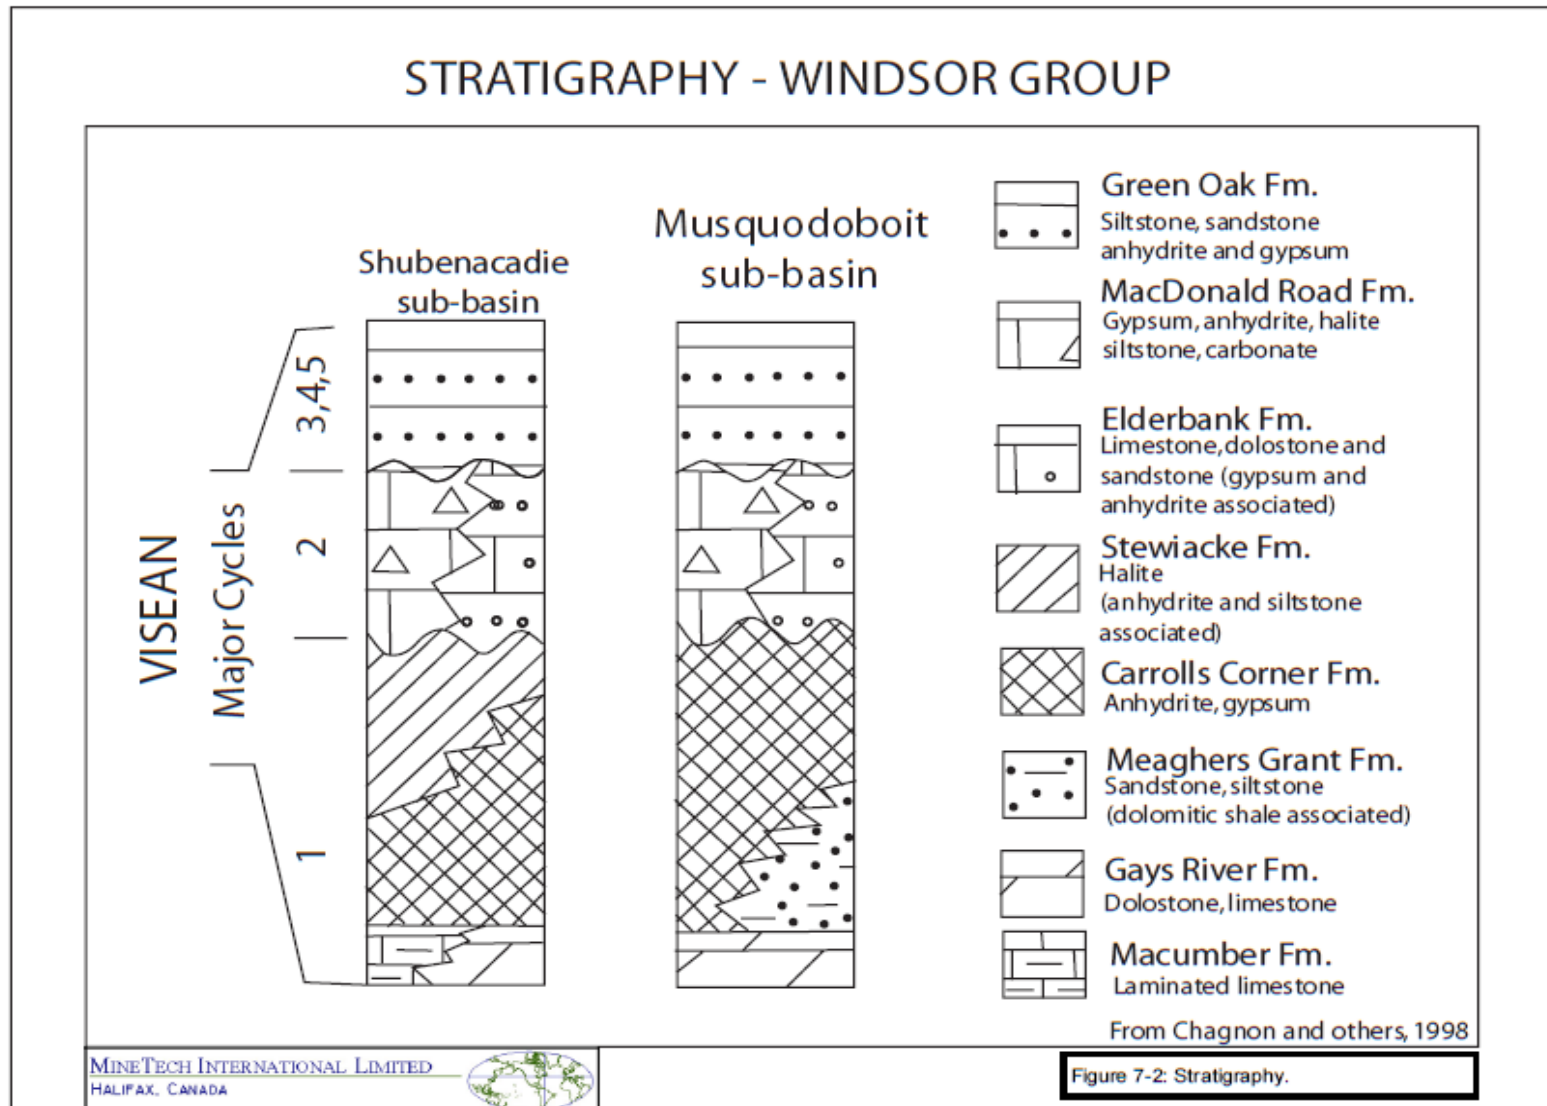 STRATIGRAPHY - WINDSOR GROUP
Shubenacadie
sub-basin
Musquodoboit
sub-basin
VISEAN
Major Cycles
3,4,5
2
1
Green Oak Fm.
Siltstone, sandstone
anhydrite and gypsum
MacDonald Road Fm.
Gypsum, anhydrite, halite
siltstone, carbonate
Elderbank Fm.
Limestone, dolostone and
sandstone (gypsum and
anhydrite associated)
Stewiacke Fm.
Halite
(anhydrite and siltstone
associated)
Carrolls Corner Fm.
Anhydrite, gypsum
Meaghers Grant Fm.
Sandstone, siltstone
(dolomitic shale associated)
Gays River Fm.
Dolostone, limestone
Macumber Fm.
Laminated limestone
From Chagnon and others, 1998
MINETECH INTERNATIONAL LIMITED
HALIFAX, CANADA
Figure 7-2: Stratigraphy.